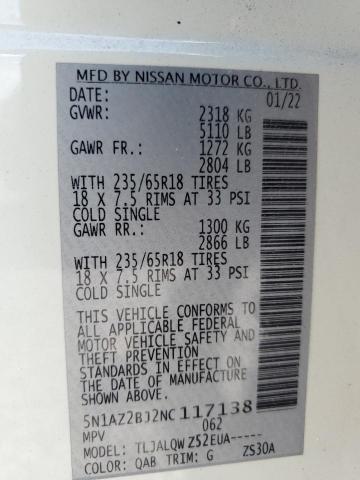 MFD BY NISSAN MOTOR CO., LTD.
DATE: 01/22
GVWR: 2318 KG
5110 LB
GAWR FR.: 1272 KG
2804 LB
WITH 235/65R18 TIRES
18 X 7.5 RIMS AT 33 PSI
COLD SINGLE
GAWR RR.: 1300 KG
2866 LB
WITH 235/65R18 TIRES
18 X 7.5 RIMS AT 33 PSI
COLD SINGLE
THIS VEHICLE CONFORMS TO
ALL APPLICABLE FEDERAL
MOTOR VEHICLE SAFETY AND
THEFT PREVENTION
STANDARDS IN EFFECT ON
THE DATE OF MANUFACTURE
SHOWN ABOVE.
5N1AZ2BJ2NC117138
MPV 062
MODEL: TLJALQWZ52EUA-----
COLOR: QAB TRIM: G ZS30A